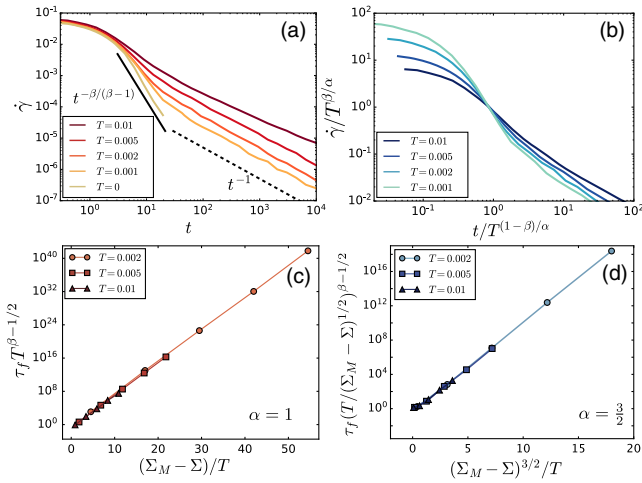 (a)
10^{-1}
10^{-2}
10^{-3}
10^{-4}
10^{-5}
10^{-6}
10^{-7}
γ̇
t^{-β/(β-1)}
t^{-1}
T = 0.01
T = 0.005
T = 0.002
T = 0.001
T = 0
10^0 10^1 10^2 10^3 10^4
t
(b)
10^2
10^1
10^0
10^{-1}
10^{-2}
γ̇/T^{β/α}
T = 0.01
T = 0.005
T = 0.002
T = 0.001
10^{-1} 10^0 10^1 10^2
t/T^{(1-β)/α}
(c)
10^{40}
10^{32}
10^{24}
10^{16}
10^8
10^0
τ_f T^{β-1/2}
T = 0.002
T = 0.005
T = 0.01
α = 1
0 10 20 30 40 50
(Σ_M − Σ)/T
(d)
10^{16}
10^{12}
10^8
10^4
10^0
τ_f(T/(Σ_M − Σ)^{1/2})^{β-1/2}
T = 0.002
T = 0.005
T = 0.01
α = 3/2
0 5 10 15 20
(Σ_M − Σ)^{3/2}/T